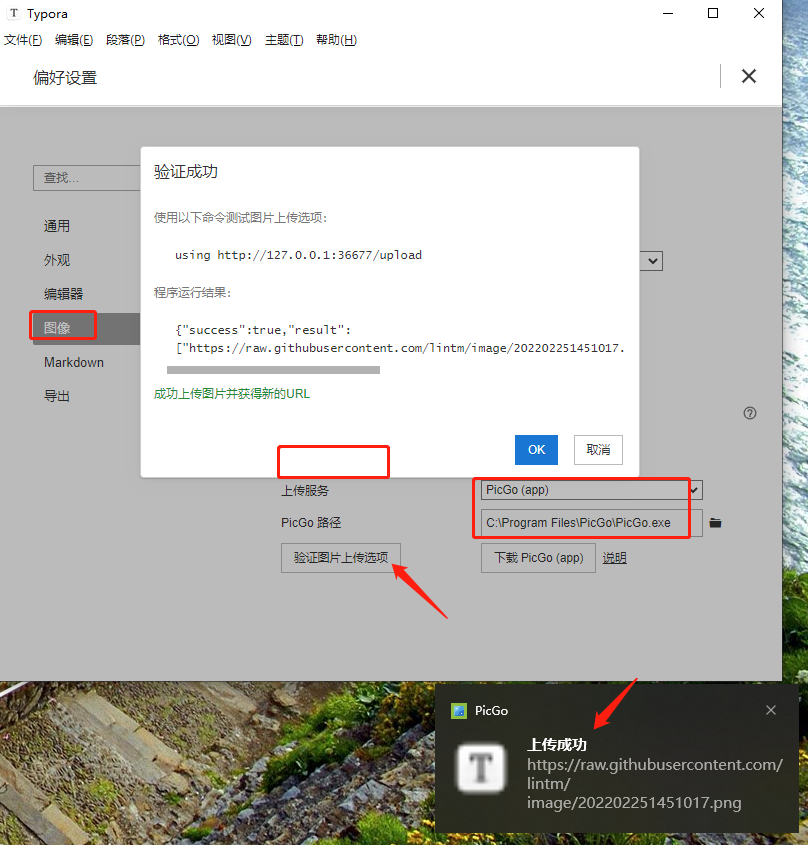 Typora
文件(F) 编辑(E) 段落(P) 格式(O) 视图(V) 主题(T) 帮助(H)
偏好设置
查找...
通用
外观
编辑器
图像
Markdown
导出
验证成功
使用以下命令测试图片上传选项:
using http://127.0.0.1:36677/upload
程序运行结果:
{"success":true,"result":
["https://raw.githubusercontent.com/lintm/image/202202251451017.
成功上传图片并获得新的URL
OK 取消
上传服务 PicGo (app)
PicGo 路径 C:\Program Files\PicGo\PicGo.exe
验证图片上传选项 下载 PicGo (app) 说明
PicGo
上传成功
https://raw.githubusercontent.com/
lintm/
image/202202251451017.png